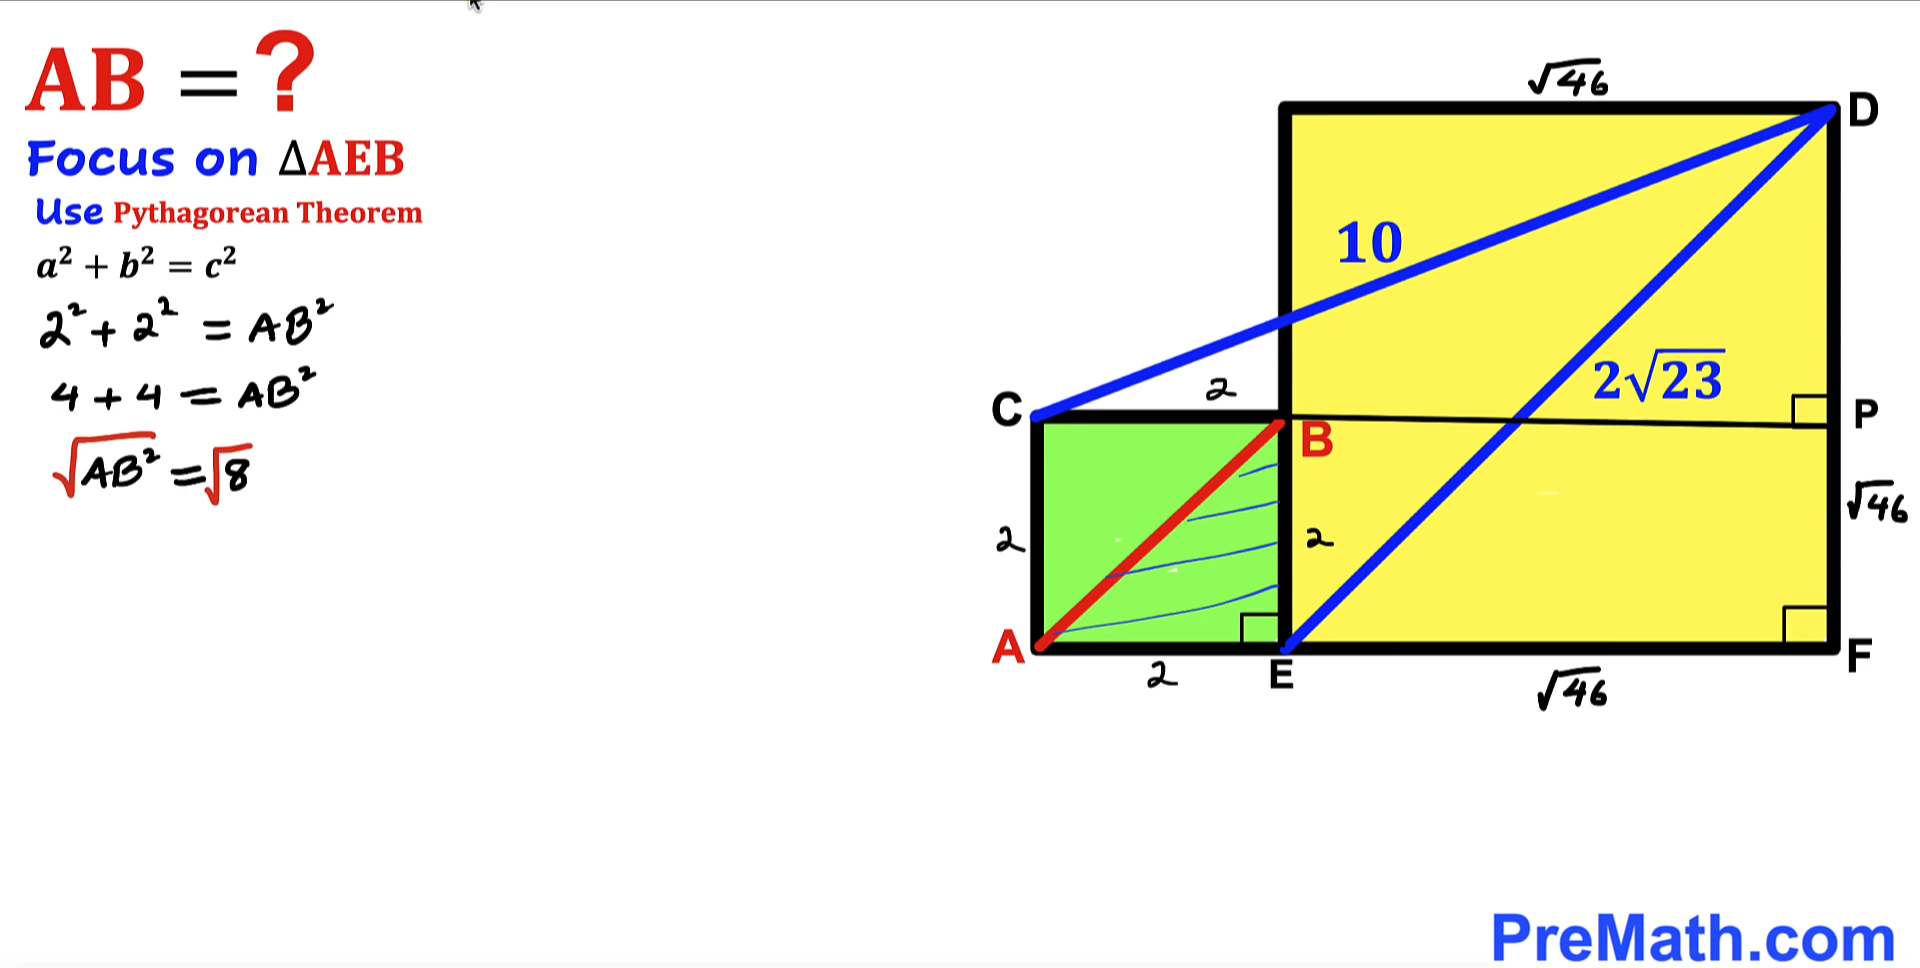 AB = ?
Focus on ΔAEB
Use Pythagorean Theorem
a² + b² = c²
2² + 2² = AB²
4 + 4 = AB²
√AB² = √8
√46
D
10
2√23
C
2
B
P
2
2
√46
A
2
E
√46
F
PreMath.com